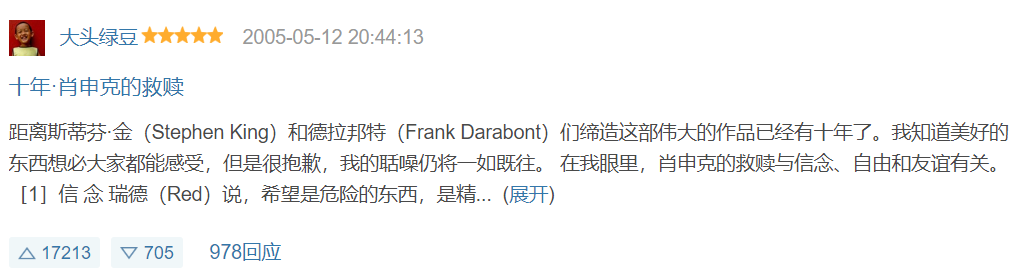 大头绿豆 2005-05-12 20:44:13
十年·肖申克的救赎
距离斯蒂芬·金（Stephen King）和德拉邦特（Frank Darabont）们缔造这部伟大的作品已经有十年了。我知道美好的
东西想必大家都能感受，但是很抱歉，我的聒噪仍将一如既往。 在我眼里，肖申克的救赎与信念、自由和友谊有关。
［1］信 念 瑞德（Red）说，希望是危险的东西，是精... (展开)
17213 705 978回应